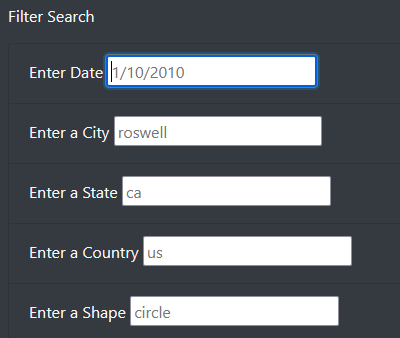 Filter Search
Enter Date 1/10/2010
Enter a City roswell
Enter a State ca
Enter a Country us
Enter a Shape circle